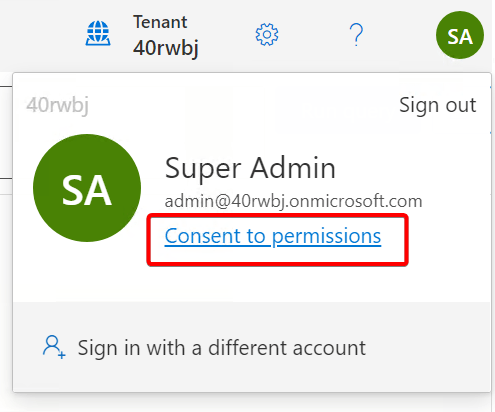 Tenant
40rwbj
?
SA
40rwbj
Sign out
SA
Super Admin
admin@40rwbj.onmicrosoft.com
Consent to permissions
Sign in with a different account